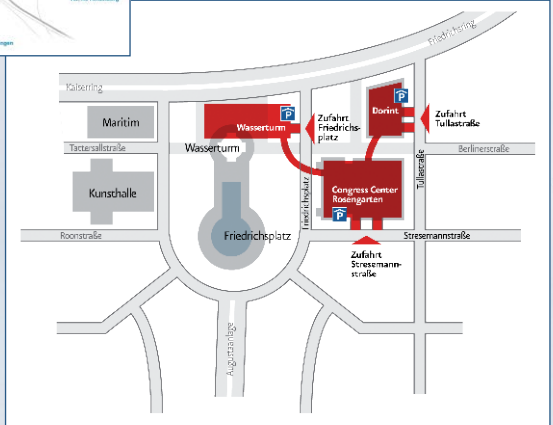 Friedrichsring
Kaiserring
Maritim
Wasserturm
P
Zufahrt
Friedrichs-
platz
Dorint
P
Zufahrt
Tullastraße
Tattersallstraße
Wasserturm
Berlinerstraße
Kunsthalle
Friedrichsplatz
Congress Center
Rosengarten
P
Tullastraße
Roonstraße
Friedrichsplatz
Stresemannstraße
Zufahrt
Stresemann-
straße
Augustaanlage